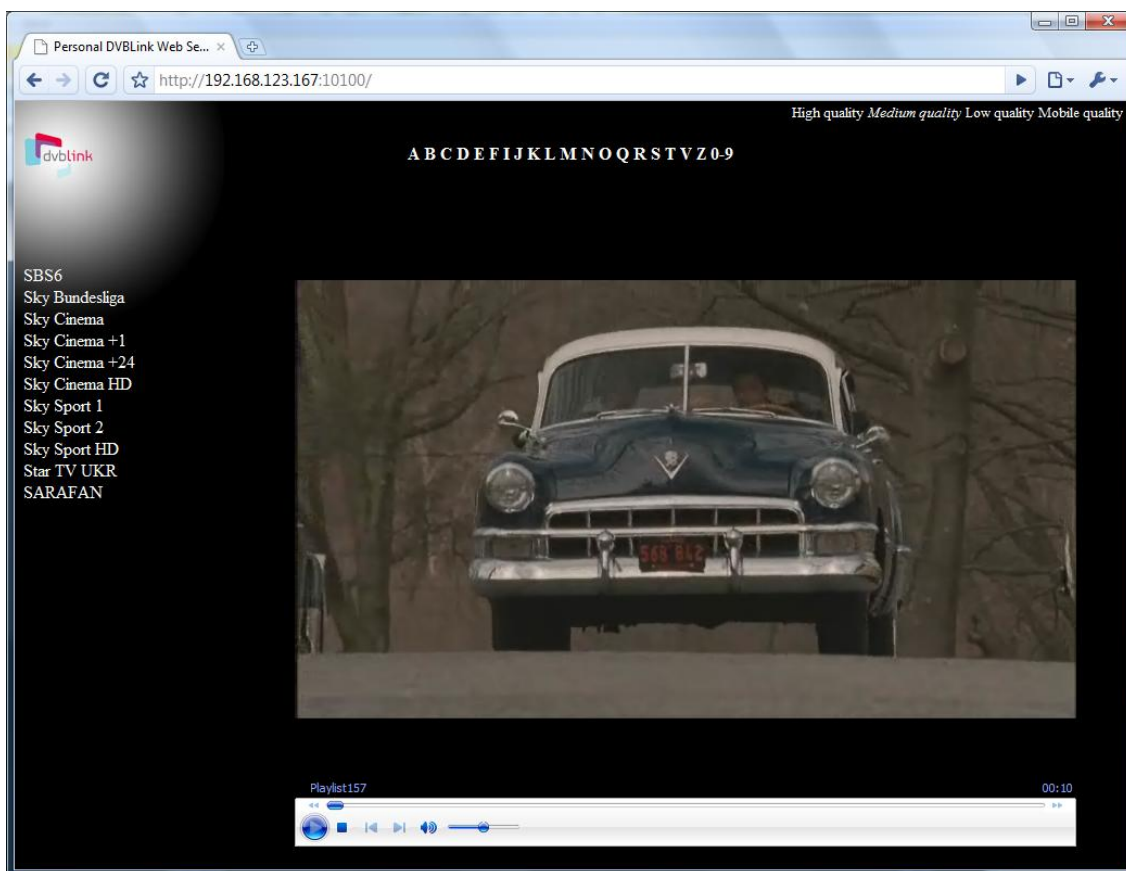 Personal DVBLink Web Se...
http://192.168.123.167:10100/
High quality Medium quality Low quality Mobile quality
dvblink
A B C D E F I J K L M N O Q R S T V Z 0-9
SBS6
Sky Bundesliga
Sky Cinema
Sky Cinema +1
Sky Cinema +24
Sky Cinema HD
Sky Sport 1
Sky Sport 2
Sky Sport HD
Star TV UKR
SARAFAN
568 842
Playlist157
00:10